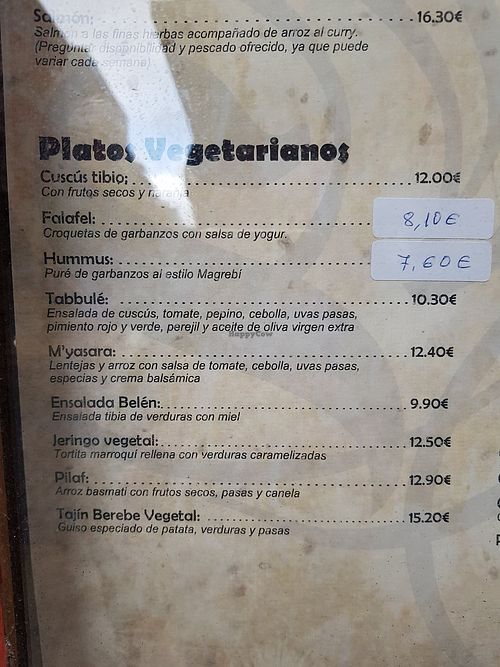 Salmón: 16.30€
Salmón a las finas hierbas acompañado de arroz al curry.
(Preguntar disponibilidad y pescado ofrecido, ya que puede
variar cada semana)
Platos Vegetarianos
Cuscús tibio; 12.00€
Con frutos secos y naranja
Falafel: 8,10€
Croquetas de garbanzos con salsa de yogur.
Hummus: 7,60€
Puré de garbanzos al estilo Magrebí
Tabbulé: 10.30€
Ensalada de cuscús, tomate, pepino, cebolla, uvas pasas,
pimiento rojo y verde, perejil y aceite de oliva virgen extra
HappyCow
M'yasara: 12.40€
Lentejas y arroz con salsa de tomate, cebolla, uvas pasas,
especias y crema balsámica
Ensalada Belén: 9.90€
Ensalada tibia de verduras con miel
Jeringo vegetal: 12.50€
Tortita marroquí rellena con verduras caramelizadas
Pilaf: 12.90€
Arroz basmati con frutos secos, pasas y canela
Tajín Berebe Vegetal: 15.20€
Guiso especiado de patata, verduras y pasas